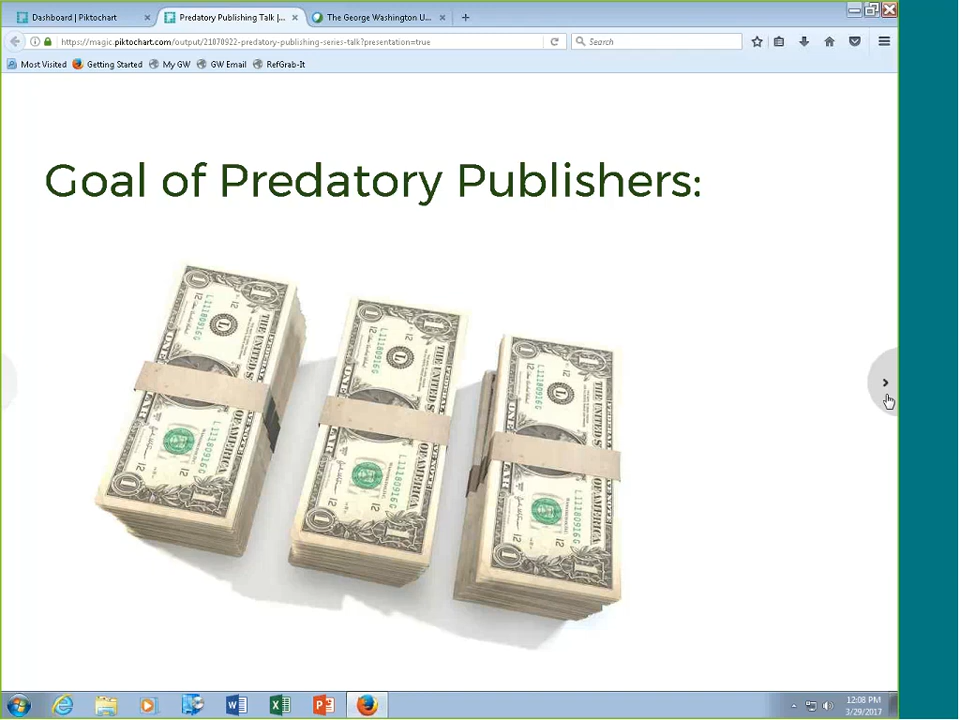 Dashboard | Piktochart
Predatory Publishing Talk |...
The George Washington U...
https://magic.piktochart.com/output/21070922-predatory-publishing-series-talk?presentation=true
Search
Most Visited
Getting Started
My GW
GW Email
RefGrab-It
Goal of Predatory Publishers:
12:08 PM
3/29/2017